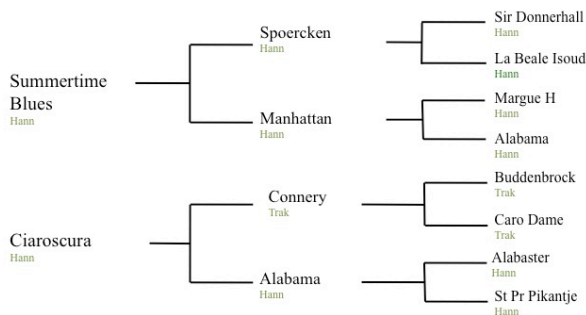 Summertime
Blues
Hann
Spoercken
Hann
Manhattan
Hann
Sir Donnerhall
Hann
La Beale Isoud
Hann
Margue H
Hann
Alabama
Hann
Ciaroscura
Hann
Connery
Trak
Alabama
Hann
Buddenbrock
Trak
Caro Dame
Trak
Alabaster
Hann
St Pr Pikantje
Hann